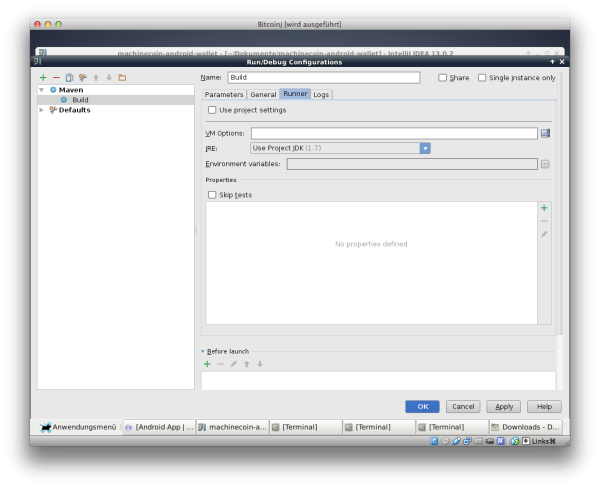 Bitcoinj [wird ausgeführt]
machinecoin-android-wallet - [~/Dokumente/machinecoin-android-wallet] - IntelliJ IDEA 13.0.2
Run/Debug Configurations
Name: Build Share Single instance only
Maven
Build
Defaults
Parameters General Runner Logs
Use project settings
VM Options:
JRE: Use Project JDK (1.7)
Environment variables:
Properties
Skip tests
No properties defined
Before launch
OK Cancel Apply Help
Anwendungsmenü [Android App | ... machinecoin-a... [Terminal] [Terminal] [Terminal] Downloads - D...
Links⌘